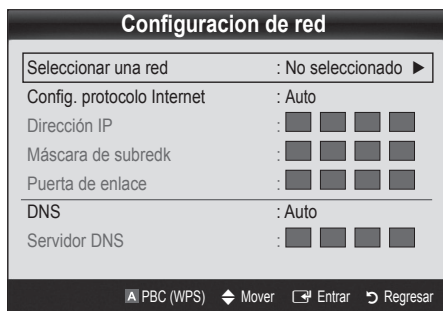 Configuracion de red
Seleccionar una red : No seleccionado ►
Config. protocolo Internet : Auto
Dirección IP :
Máscara de subredk :
Puerta de enlace :
DNS : Auto
Servidor DNS :
A PBC (WPS) Mover Entrar Regresar